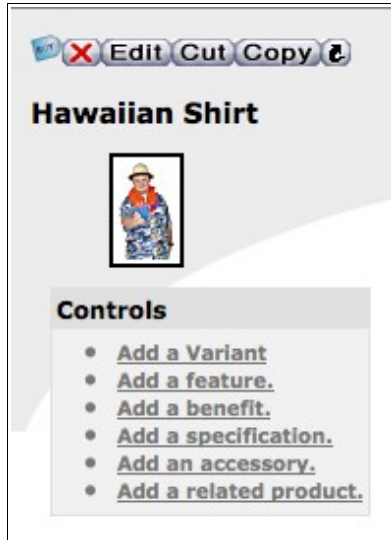 Edit Cut Copy
Hawaiian Shirt
Controls
Add a Variant
Add a feature.
Add a benefit.
Add a specification.
Add an accessory.
Add a related product.